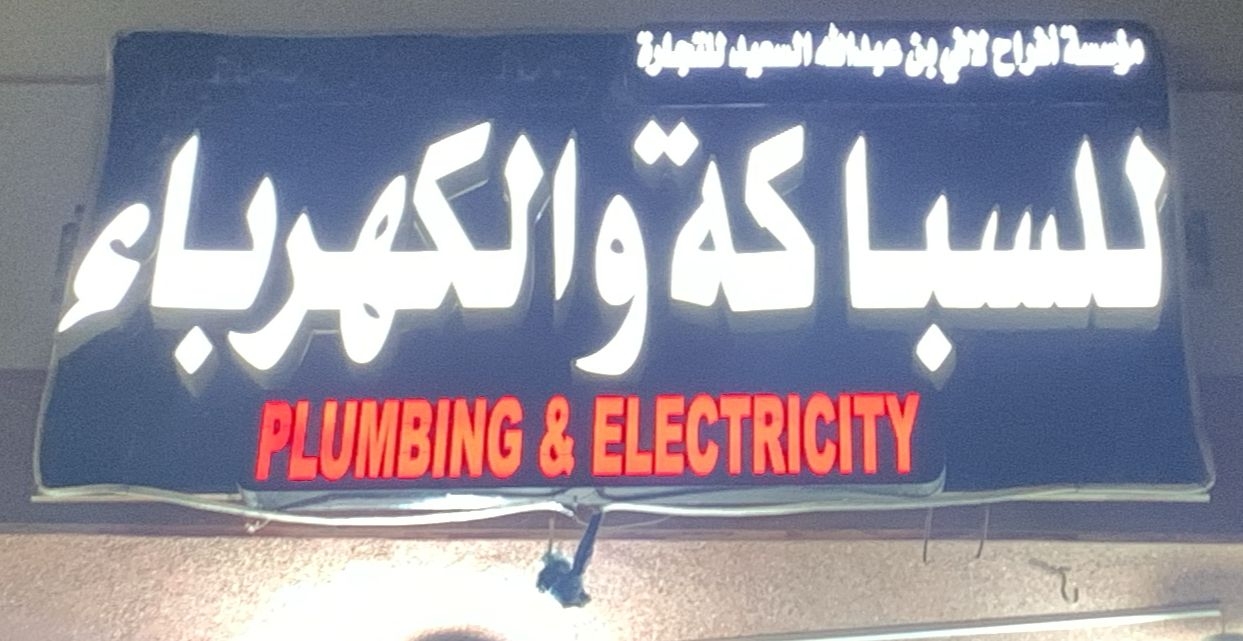 مؤسسة افراح لافي بن عبدالله السعيد للتجارة
للسباكة والكهرباء
PLUMBING & ELECTRICITY